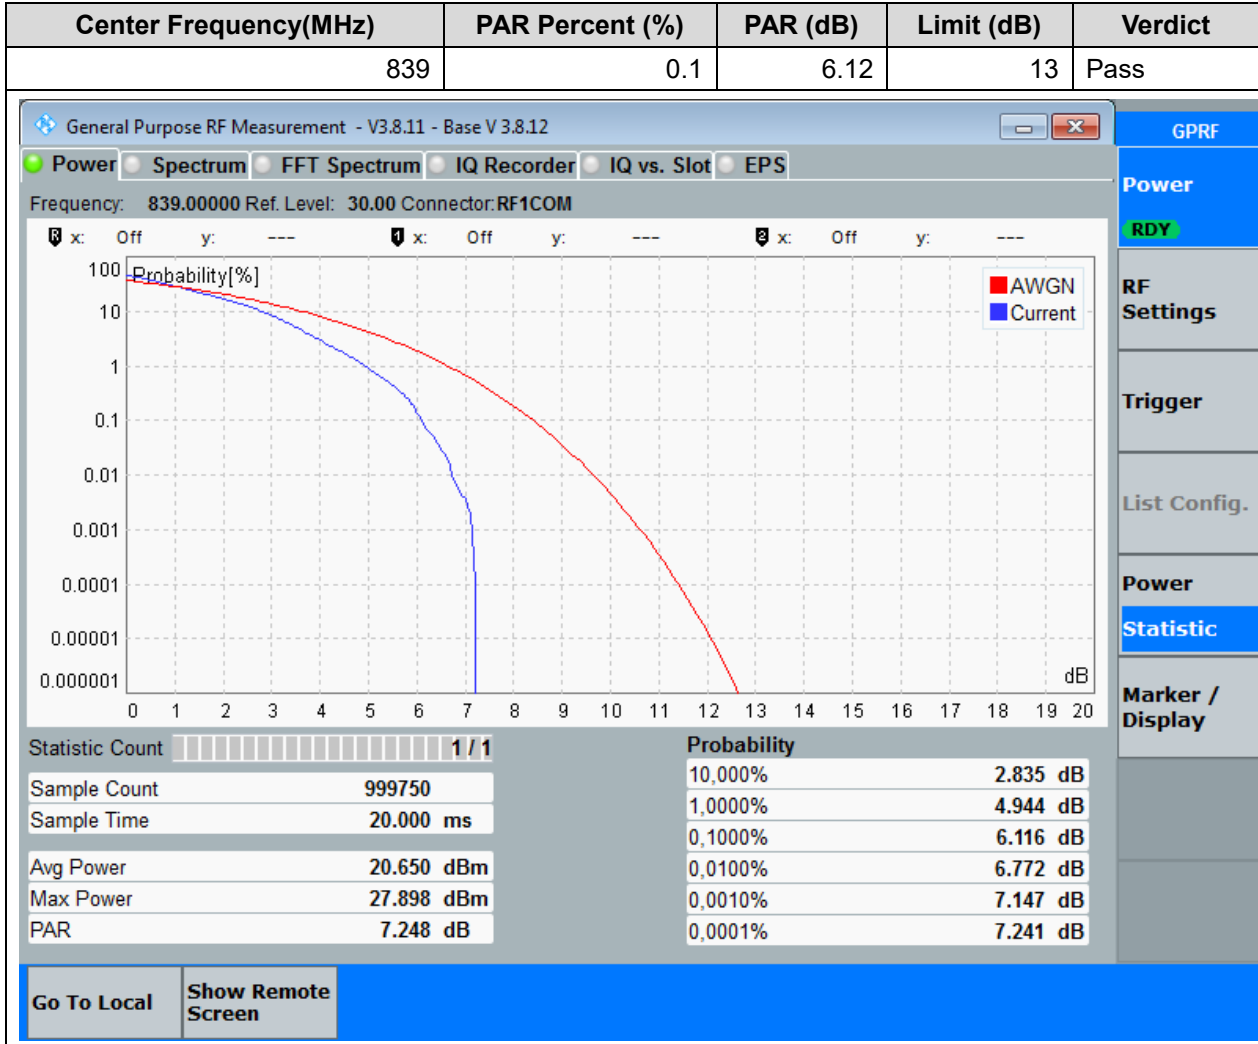 Center Frequency(MHz) PAR Percent (%) PAR (dB) Limit (dB) Verdict
839 0.1 6.12 13 Pass
General Purpose RF Measurement - V3.8.11 - Base V 3.8.12
GPRF
Power Spectrum FFT Spectrum IQ Recorder IQ vs. Slot EPS
Frequency: 839.00000 Ref. Level: 30.00 Connector: RF1COM
R x: Off y: --- 1 x: Off y: --- 2 x: Off y: ---
Probability[%]
AWGN
Current
100
10
1
0.1
0.01
0.001
0.0001
0.00001
0.000001
dB
0 1 2 3 4 5 6 7 8 9 10 11 12 13 14 15 16 17 18 19 20
Statistic Count 1 / 1
Sample Count 999750
Sample Time 20.000 ms
Avg Power 20.650 dBm
Max Power 27.898 dBm
PAR 7.248 dB
Probability
10,000% 2.835 dB
1,0000% 4.944 dB
0,1000% 6.116 dB
0,0100% 6.772 dB
0,0010% 7.147 dB
0,0001% 7.241 dB
Power
RDY
RF
Settings
Trigger
List Config.
Power
Statistic
Marker /
Display
Go To Local
Show Remote
Screen